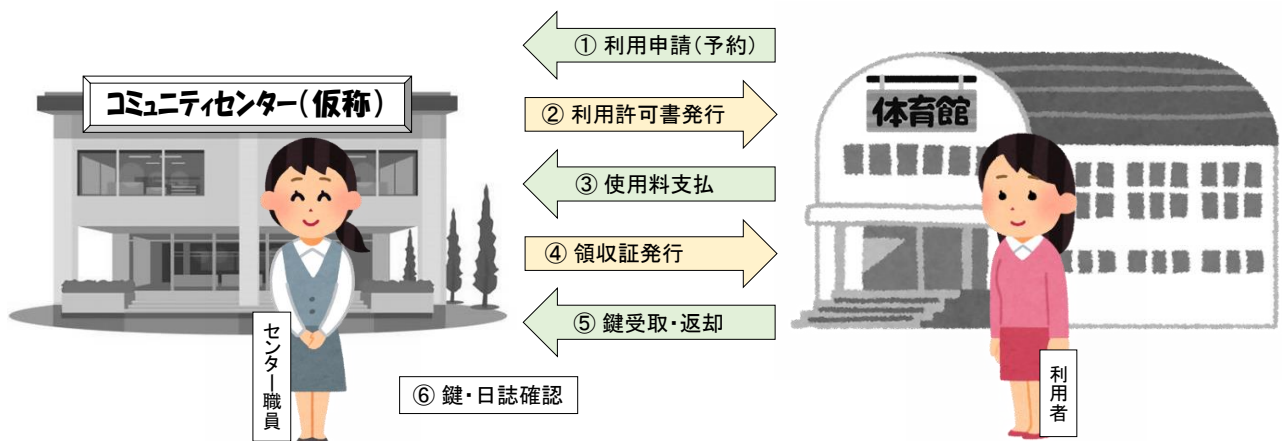 ① 利用申請(予約)
コミュニティセンター(仮称)
体育館
② 利用許可書発行
③ 使用料支払
④ 領収証発行
⑤ 鍵受取・返却
センター職員
利用者
⑥ 鍵・日誌確認